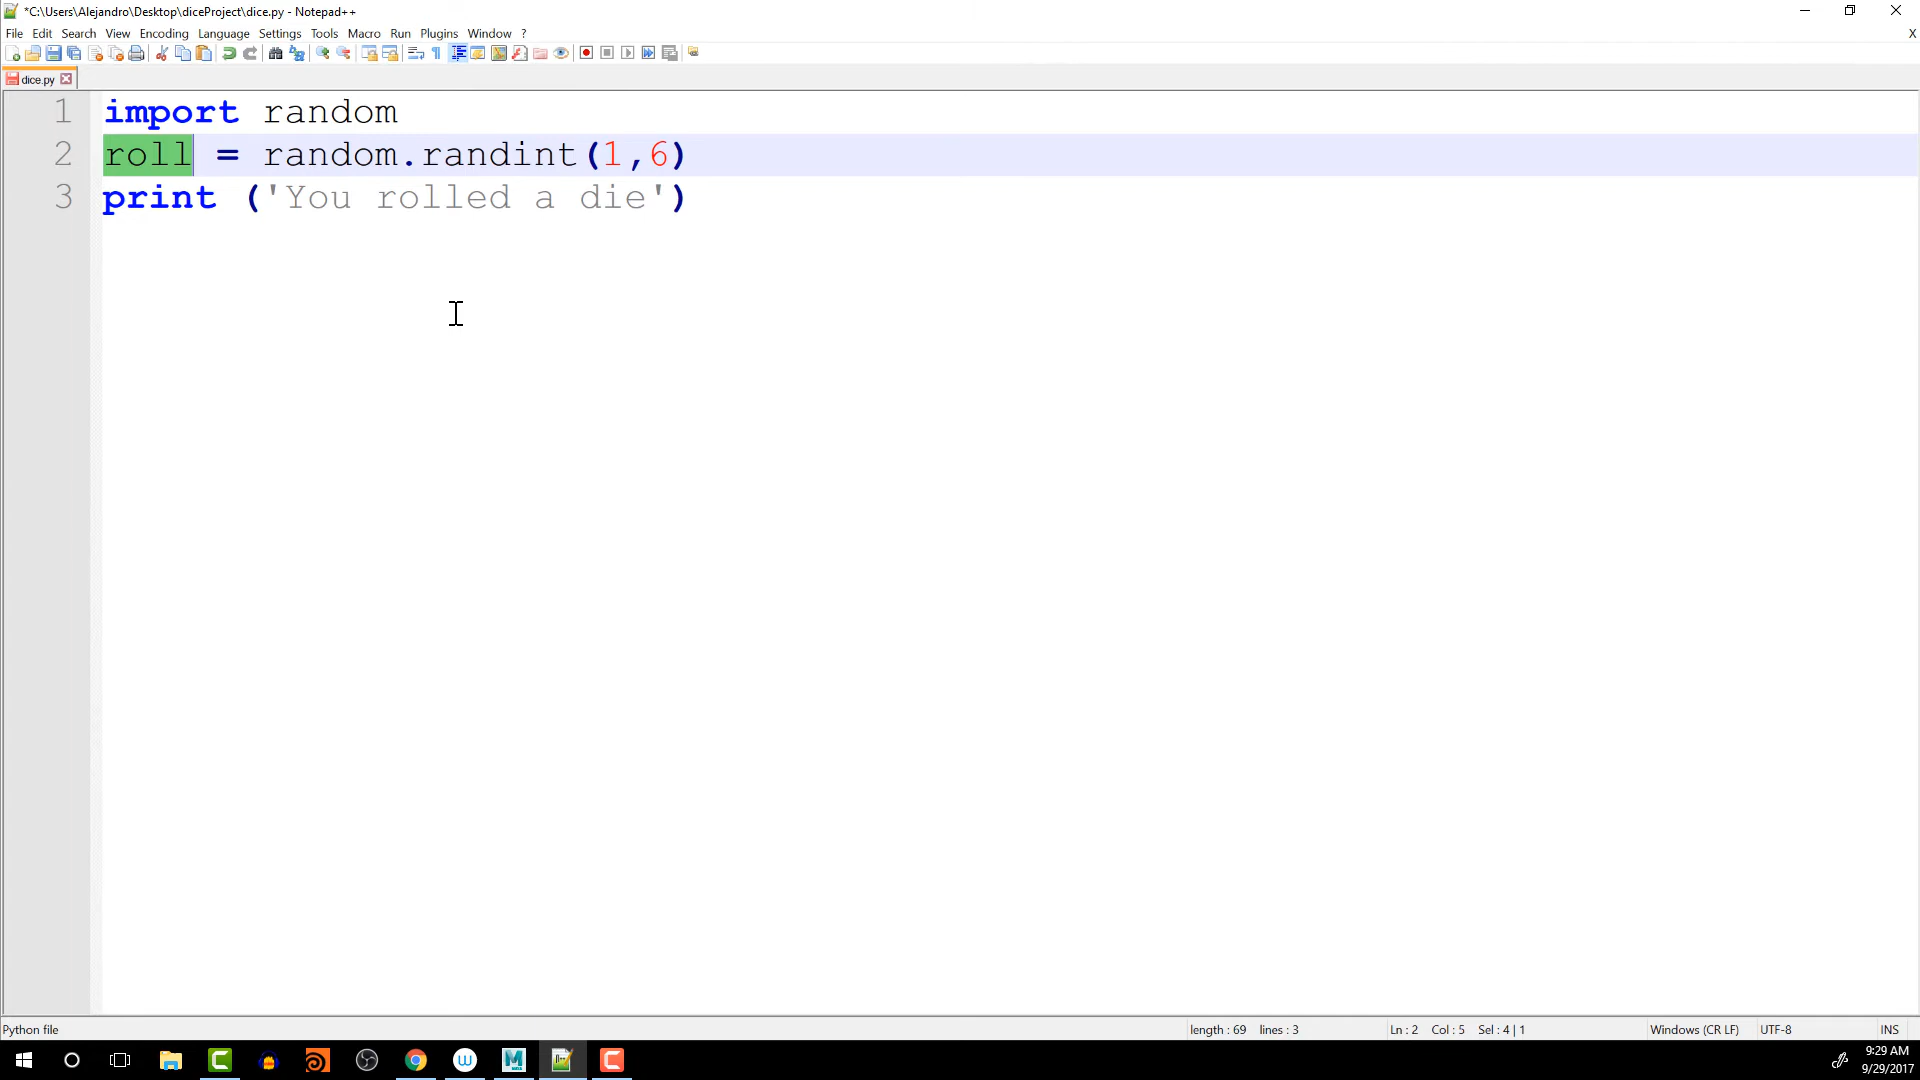 *C:\Users\Alejandro\Desktop\diceProject\dice.py - Notepad++
File Edit Search View Encoding Language Settings Tools Macro Run Plugins Window ? X
dice.py
1 import random
2 roll = random.randint(1,6)
3 print ('You rolled a die')
Python file length : 69 lines : 3 Ln : 2 Col : 5 Sel : 4 | 1 Windows (CR LF) UTF-8 INS
9:29 AM
9/29/2017